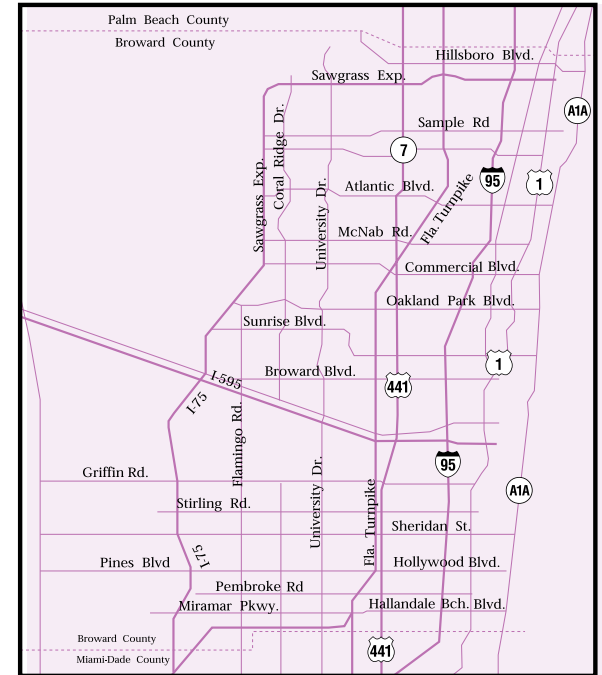 Palm Beach County
Broward County
Hillsboro Blvd.
Sawgrass Exp.
A1A
Coral Ridge Dr.
Sample Rd
7
Sawgrass Exp.
University Dr.
Atlantic Blvd.
Fla. Turnpike
95
1
McNab Rd.
Commercial Blvd.
Oakland Park Blvd.
Sunrise Blvd.
1
I-595
Broward Blvd.
441
I-75
Flamingo Rd.
95
Griffin Rd.
University Dr.
Fla. Turnpike
A1A
Stirling Rd.
Sheridan St.
I-75
Pines Blvd
Hollywood Blvd.
Pembroke Rd
Miramar Pkwy.
Hallandale Bch. Blvd.
Broward County
Miami-Dade County
441